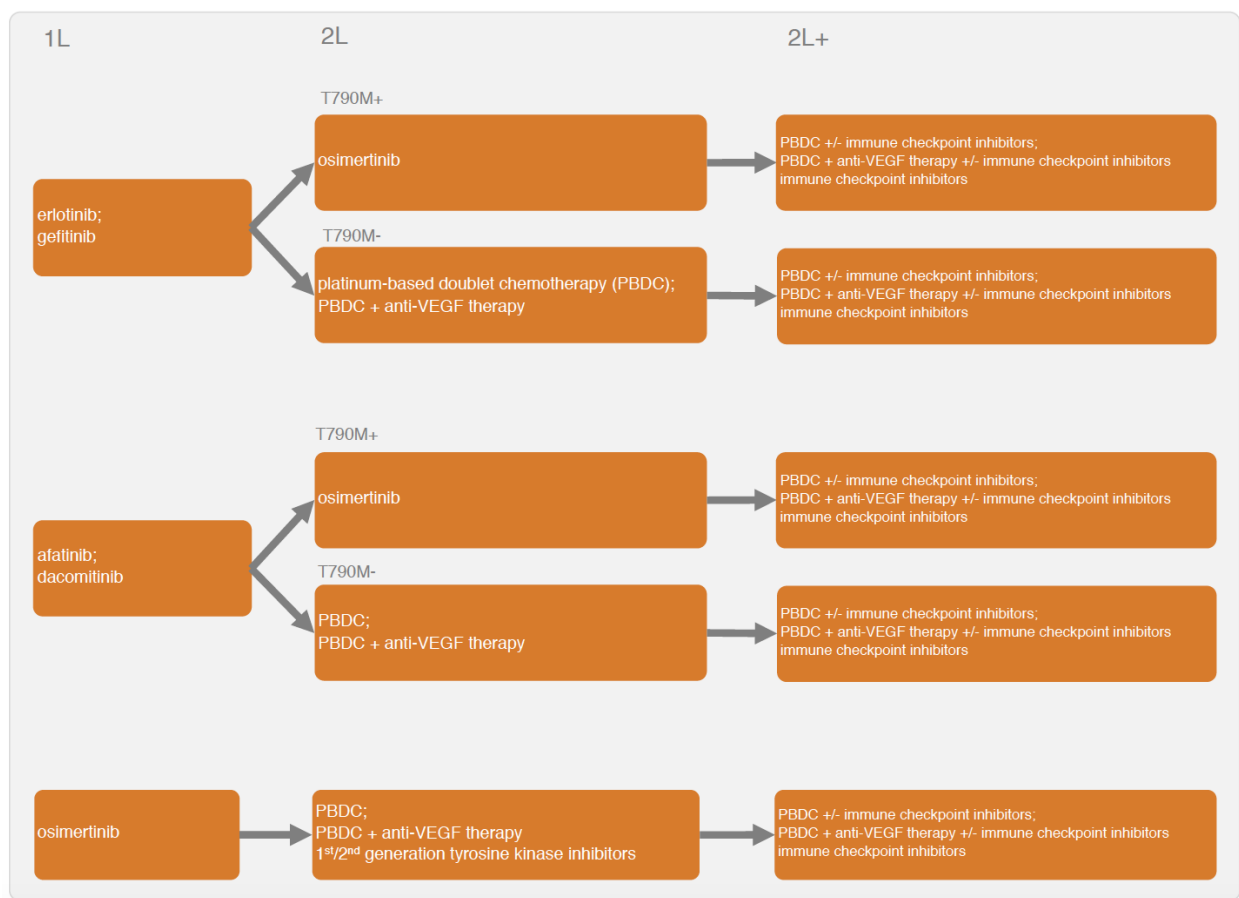 1L
2L
2L+
T790M+
osimertinib
PBDC +/- immune checkpoint inhibitors;
PBDC + anti-VEGF therapy +/- immune checkpoint inhibitors
immune checkpoint inhibitors
erlotinib;
gefitinib
T790M-
platinum-based doublet chemotherapy (PBDC);
PBDC + anti-VEGF therapy
PBDC +/- immune checkpoint inhibitors;
PBDC + anti-VEGF therapy +/- immune checkpoint inhibitors
immune checkpoint inhibitors
T790M+
osimertinib
PBDC +/- immune checkpoint inhibitors;
PBDC + anti-VEGF therapy +/- immune checkpoint inhibitors
immune checkpoint inhibitors
afatinib;
dacomitinib
T790M-
PBDC;
PBDC + anti-VEGF therapy
PBDC +/- immune checkpoint inhibitors;
PBDC + anti-VEGF therapy +/- immune checkpoint inhibitors
immune checkpoint inhibitors
osimertinib
PBDC;
PBDC + anti-VEGF therapy
1st/2nd generation tyrosine kinase inhibitors
PBDC +/- immune checkpoint inhibitors;
PBDC + anti-VEGF therapy +/- immune checkpoint inhibitors
immune checkpoint inhibitors